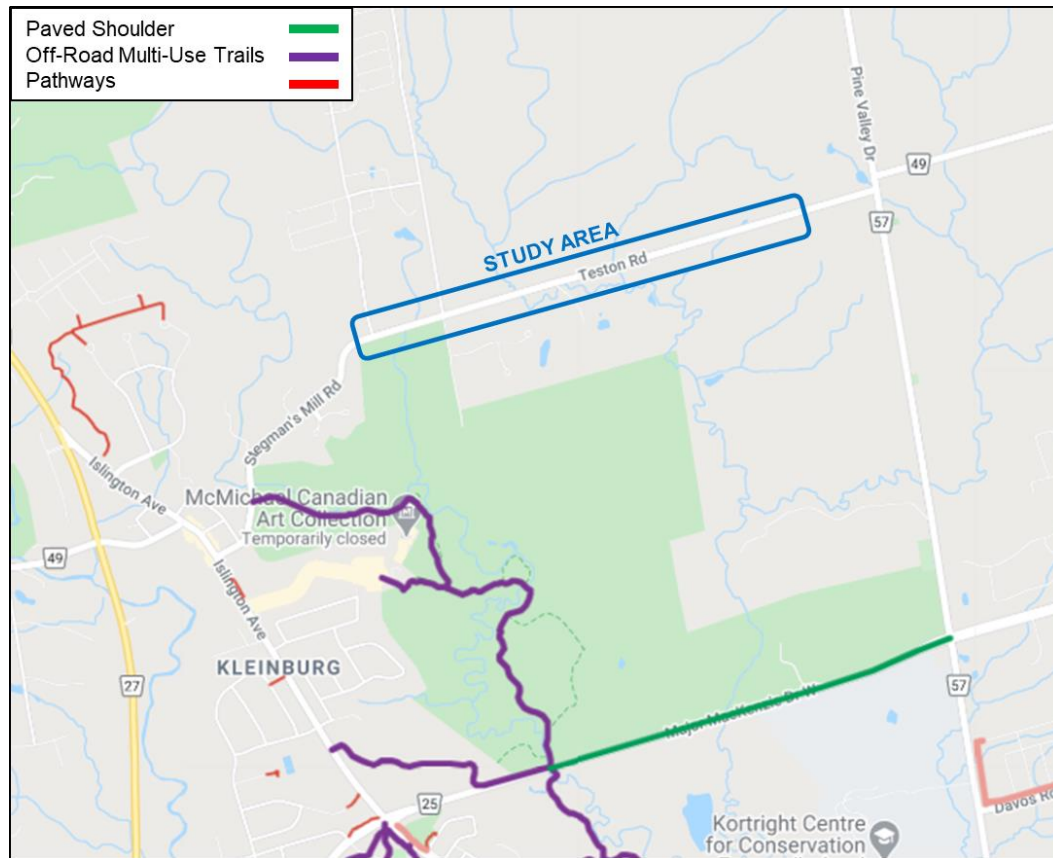 Paved Shoulder
Off-Road Multi-Use Trails
Pathways
Pine Valley Dr
49
57
STUDY AREA
Teston Rd
Stegman's Mill Rd
Islington Ave
McMichael Canadian
Art Collection
Temporarily closed
49
Islington Ave
KLEINBURG
27
57
Major MacKenzie Dr W
25
Davos Rd
Kortright Centre
for Conservation